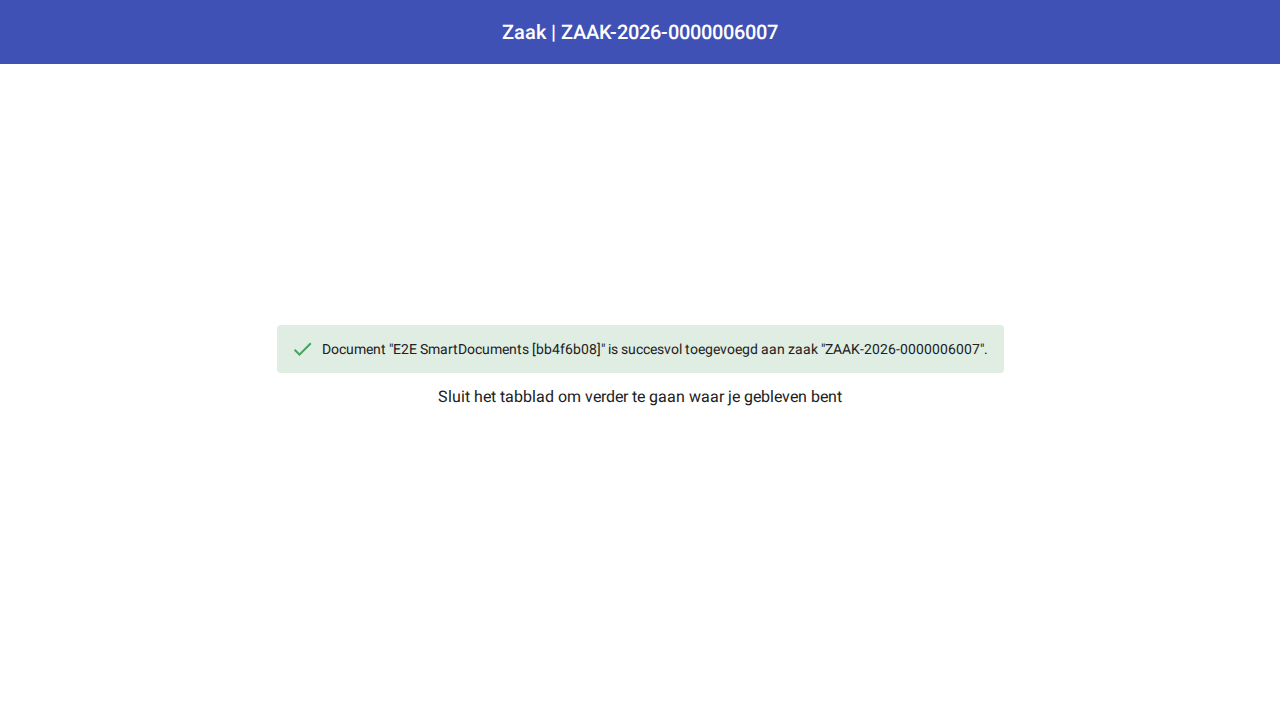 Zaak | ZAAK-2026-0000006007
Document "E2E SmartDocuments [bb4f6b08]" is succesvol toegevoegd aan zaak "ZAAK-2026-0000006007".
Sluit het tabblad om verder te gaan waar je gebleven bent